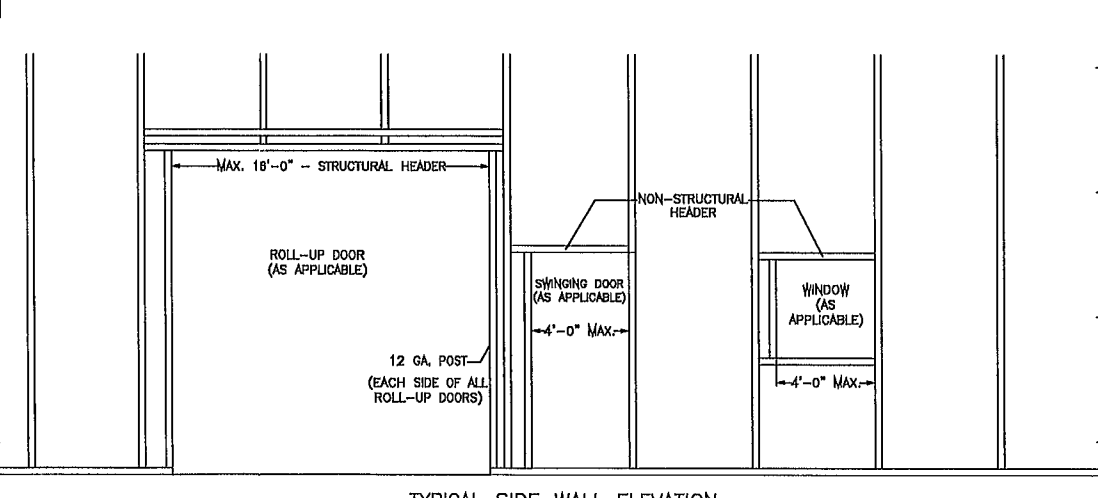 MAX. 16'-0" - STRUCTURAL HEADER
NON-STRUCTURAL
HEADER
ROLL-UP DOOR
(AS APPLICABLE)
SWINGING DOOR
(AS APPLICABLE)
4'-0" MAX.
WINDOW
(AS
APPLICABLE)
4'-0" MAX.
12 GA. POST
(EACH SIDE OF ALL
ROLL-UP DOORS)
TYPICAL SIDE WALL ELEVATION